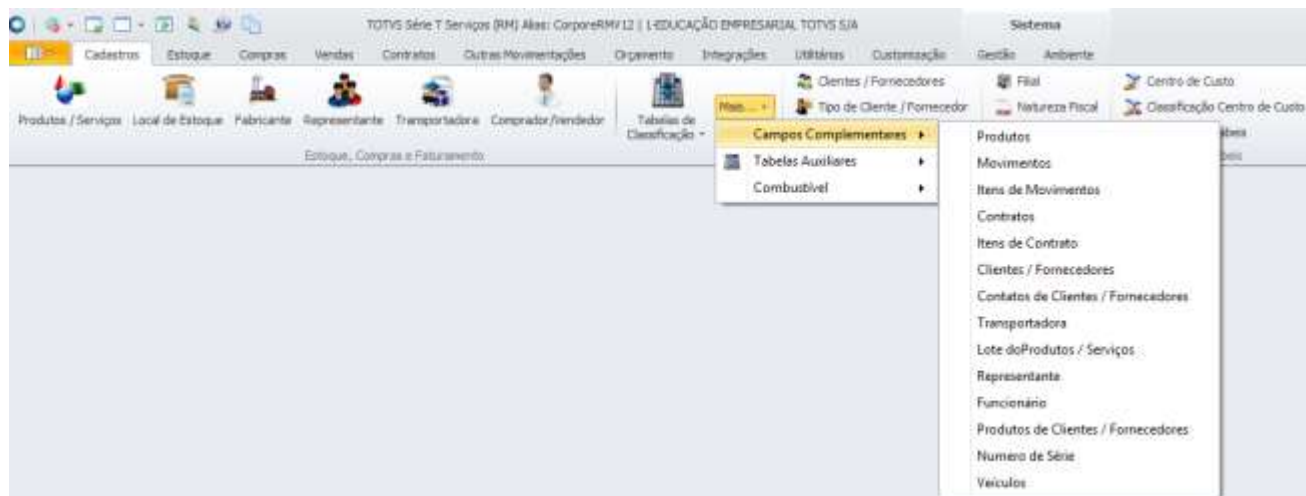 TOTVS Série T Serviços (RM) Alias: CorporeRMV12 | 1-EDUCAÇÃO EMPRESARIAL TOTVS S/A Sistema
Cadastros Estoque Compras Vendas Contratos Outras Movimentações Orçamento Integrações Utilitários Customização Gestão Ambiente
Clientes / Fornecedores Filial Centro de Custo
Mais... Tipo de Cliente / Fornecedor Natureza Fiscal Classificação Centro de Custo
Produtos / Serviços Local de Estoque Fabricante Representante Transportadora Comprador/Vendedor Tabelas de Classificação
Estoque, Compras e Faturamento
Campos Complementares
Tabelas Auxiliares
Combustível
Produtos
Movimentos
Itens de Movimentos
Contratos
Itens de Contrato
Clientes / Fornecedores
Contatos de Clientes / Fornecedores
Transportadora
Lote doProdutos / Serviços
Representante
Funcionário
Produtos de Clientes / Fornecedores
Numero de Série
Veículos